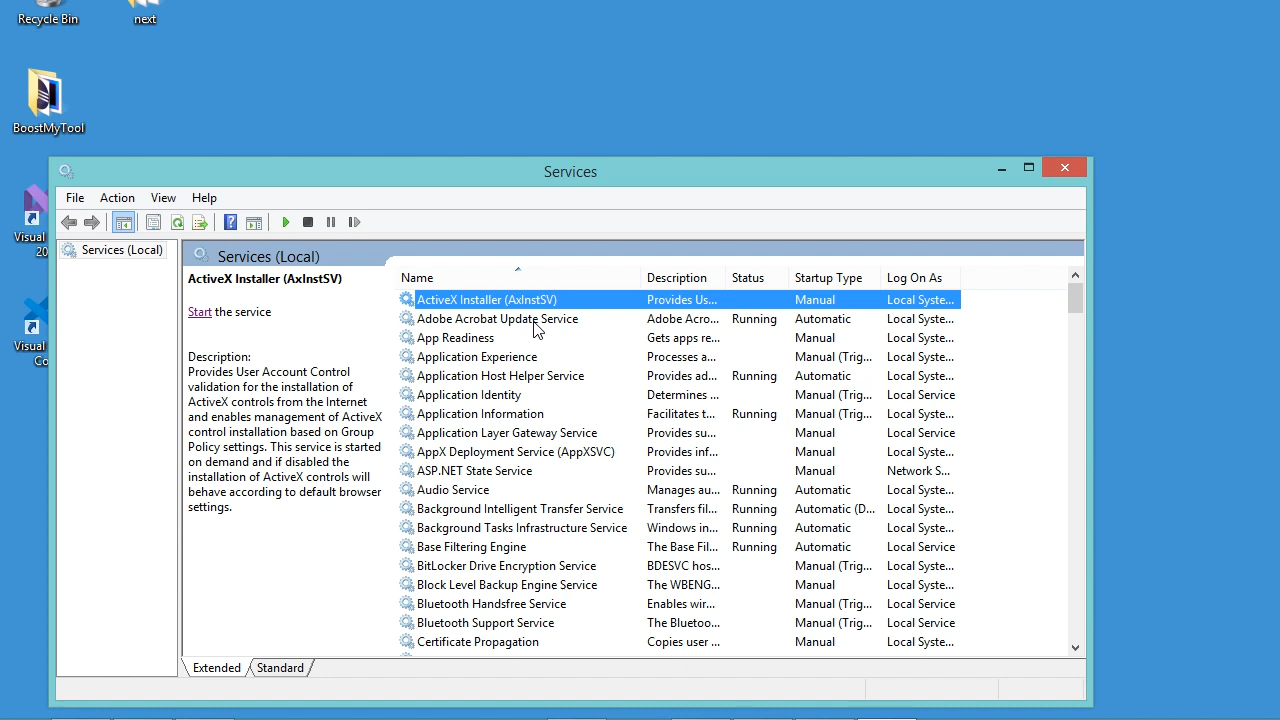 Recycle Bin
next
BoostMyTool
Visual
20
Visual
Co
Services
File Action View Help
Services (Local)
Services (Local)
ActiveX Installer (AxInstSV)
Start the service
Description:
Provides User Account Control
validation for the installation of
ActiveX controls from the Internet
and enables management of ActiveX
control installation based on Group
Policy settings. This service is started
on demand and if disabled the
installation of ActiveX controls will
behave according to default browser
settings.
Name Description Status Startup Type Log On As
ActiveX Installer (AxInstSV) Provides Us... Manual Local Syste...
Adobe Acrobat Update Service Adobe Acro... Running Automatic Local Syste...
App Readiness Gets apps re... Manual Local Syste...
Application Experience Processes a... Manual (Trig... Local Syste...
Application Host Helper Service Provides ad... Running Automatic Local Syste...
Application Identity Determines ... Manual (Trig... Local Service
Application Information Facilitates t... Running Manual (Trig... Local Syste...
Application Layer Gateway Service Provides su... Manual Local Service
AppX Deployment Service (AppXSVC) Provides inf... Manual Local Syste...
ASP.NET State Service Provides su... Manual Network S...
Audio Service Manages au... Running Automatic Local Syste...
Background Intelligent Transfer Service Transfers fil... Running Automatic (D... Local Syste...
Background Tasks Infrastructure Service Windows in... Running Automatic Local Syste...
Base Filtering Engine The Base Fil... Running Automatic Local Service
BitLocker Drive Encryption Service BDESVC hos... Manual (Trig... Local Syste...
Block Level Backup Engine Service The WBENG... Manual Local Syste...
Bluetooth Handsfree Service Enables wir... Manual (Trig... Local Service
Bluetooth Support Service The Bluetoo... Manual (Trig... Local Service
Certificate Propagation Copies user ... Manual Local Syste...
Extended Standard